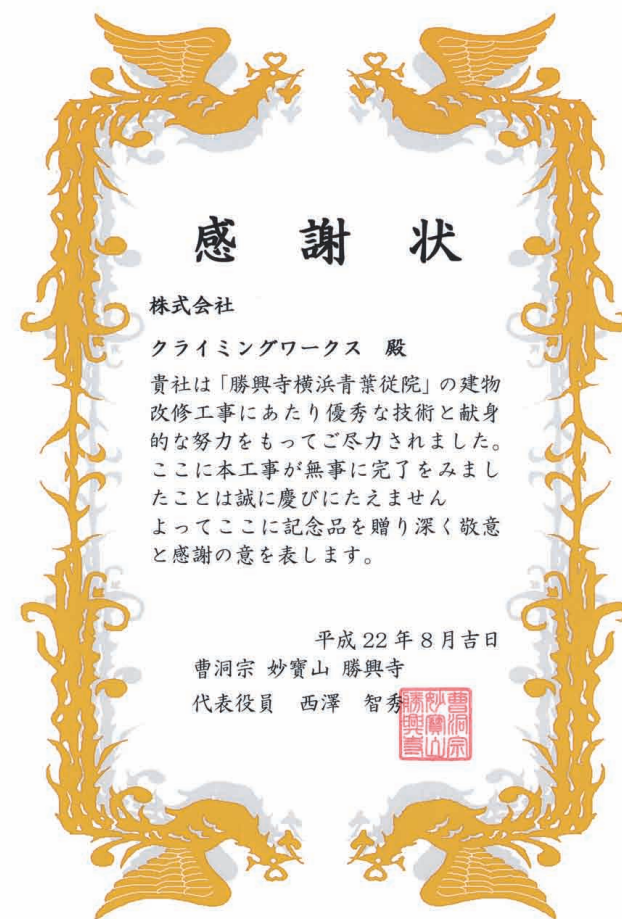 感 謝 状
株式会社
クライミングワークス 殿
貴社は「勝興寺横浜青葉従院」の建物
改修工事にあたり優秀な技術と献身
的な努力をもってご尽力されました。
ここに本工事が無事に完了をみまし
たことは誠に慶びにたえません
よってここに記念品を贈り深く敬意
と感謝の意を表します。
平成 22 年 8 月吉日
曹洞宗 妙寶山 勝興寺
代表役員 西澤 智秀
曹洞宗
妙寶山
勝興寺